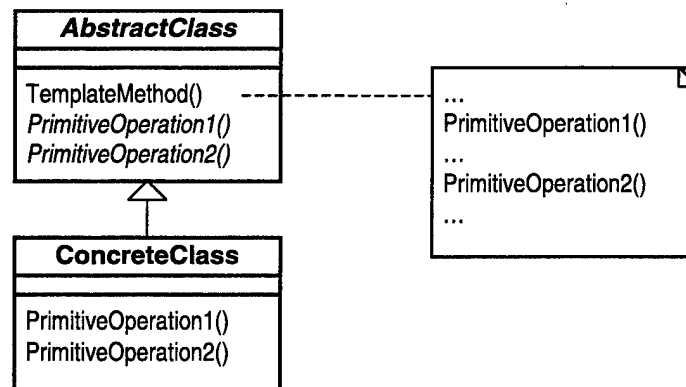 AbstractClass
TemplateMethod()
PrimitiveOperation1()
PrimitiveOperation2()
...
PrimitiveOperation1()
...
PrimitiveOperation2()
...
ConcreteClass
PrimitiveOperation1()
PrimitiveOperation2()